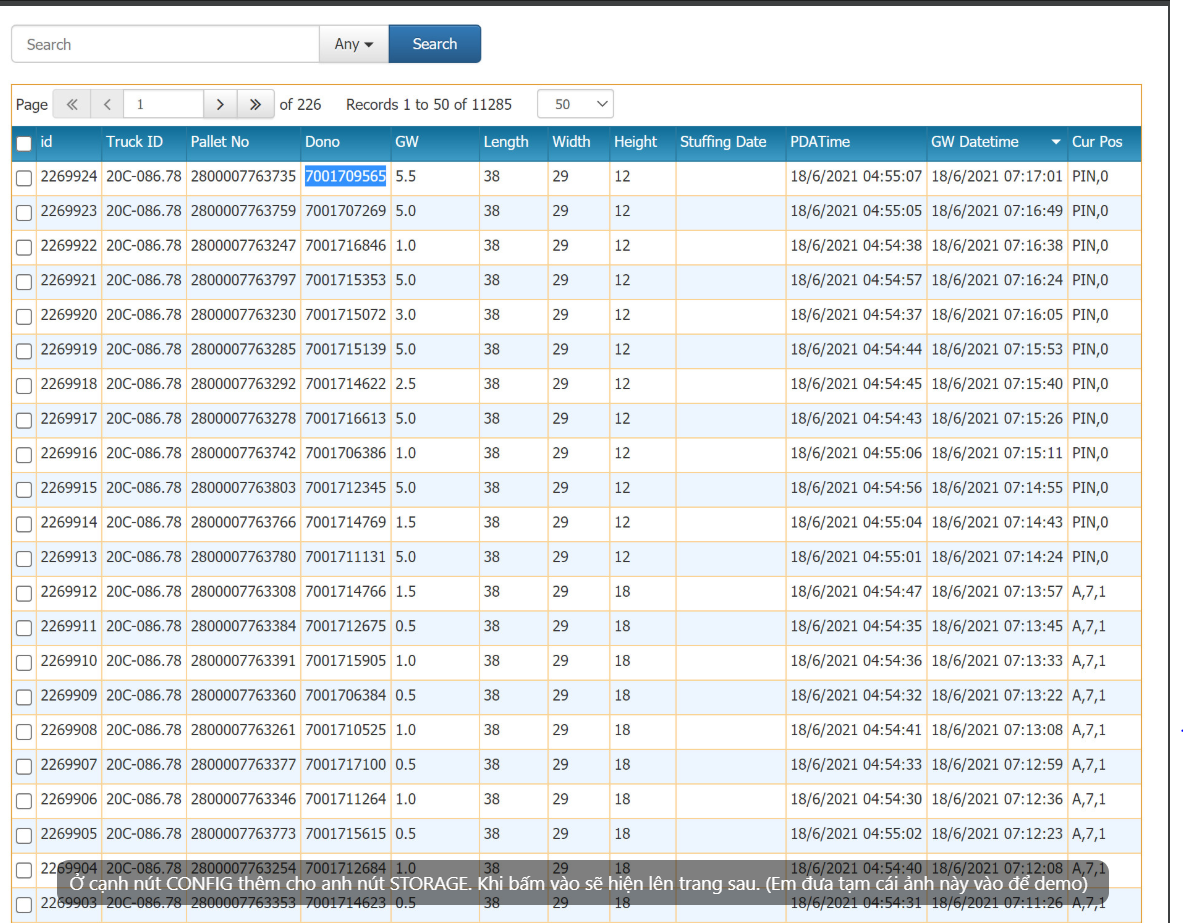 Search Any Search
Page 1 of 226 Records 1 to 50 of 11285 50
id Truck ID Pallet No Dono GW Length Width Height Stuffing Date PDATime GW Datetime Cur Pos
2269924 20C-086.78 2800007763735 7001709565 5.5 38 29 12 18/6/2021 04:55:07 18/6/2021 07:17:01 PIN,0
2269923 20C-086.78 2800007763759 7001707269 5.0 38 29 12 18/6/2021 04:55:05 18/6/2021 07:16:49 PIN,0
2269922 20C-086.78 2800007763247 7001716846 1.0 38 29 12 18/6/2021 04:54:38 18/6/2021 07:16:38 PIN,0
2269921 20C-086.78 2800007763797 7001715353 5.0 38 29 12 18/6/2021 04:54:57 18/6/2021 07:16:24 PIN,0
2269920 20C-086.78 2800007763230 7001715072 3.0 38 29 12 18/6/2021 04:54:37 18/6/2021 07:16:05 PIN,0
2269919 20C-086.78 2800007763285 7001715139 5.0 38 29 12 18/6/2021 04:54:44 18/6/2021 07:15:53 PIN,0
2269918 20C-086.78 2800007763292 7001714622 2.5 38 29 12 18/6/2021 04:54:45 18/6/2021 07:15:40 PIN,0
2269917 20C-086.78 2800007763278 7001716613 5.0 38 29 12 18/6/2021 04:54:43 18/6/2021 07:15:26 PIN,0
2269916 20C-086.78 2800007763742 7001706386 1.0 38 29 12 18/6/2021 04:55:06 18/6/2021 07:15:11 PIN,0
2269915 20C-086.78 2800007763803 7001712345 5.0 38 29 12 18/6/2021 04:54:56 18/6/2021 07:14:55 PIN,0
2269914 20C-086.78 2800007763766 7001714769 1.5 38 29 12 18/6/2021 04:55:04 18/6/2021 07:14:43 PIN,0
2269913 20C-086.78 2800007763780 7001711131 5.0 38 29 12 18/6/2021 04:55:01 18/6/2021 07:14:24 PIN,0
2269912 20C-086.78 2800007763308 7001714766 1.5 38 29 18 18/6/2021 04:54:47 18/6/2021 07:13:57 A,7,1
2269911 20C-086.78 2800007763384 7001712675 0.5 38 29 18 18/6/2021 04:54:35 18/6/2021 07:13:45 A,7,1
2269910 20C-086.78 2800007763391 7001715905 1.0 38 29 18 18/6/2021 04:54:36 18/6/2021 07:13:33 A,7,1
2269909 20C-086.78 2800007763360 7001706384 0.5 38 29 18 18/6/2021 04:54:32 18/6/2021 07:13:22 A,7,1
2269908 20C-086.78 2800007763261 7001710525 1.0 38 29 18 18/6/2021 04:54:41 18/6/2021 07:13:08 A,7,1
2269907 20C-086.78 2800007763377 7001717100 0.5 38 29 18 18/6/2021 04:54:33 18/6/2021 07:12:59 A,7,1
2269906 20C-086.78 2800007763346 7001711264 1.0 38 29 18 18/6/2021 04:54:30 18/6/2021 07:12:36 A,7,1
2269905 20C-086.78 2800007763773 7001715615 0.5 38 29 18 18/6/2021 04:55:02 18/6/2021 07:12:23 A,7,1
2269904 20C-086.78 2800007763254 7001712684 1.0 38 29 18 18/6/2021 04:54:40 18/6/2021 07:12:08 A,7,1
Ở cạnh nút CONFIG thêm cho anh nút STORAGE. Khi bấm vào sẽ hiện lên trang sau. (Em đưa tạm cái ảnh này vào để demo)
2269903 20C-086.78 2800007763353 7001714623 0.5 38 29 18 18/6/2021 04:54:31 18/6/2021 07:11:26 A,7,1